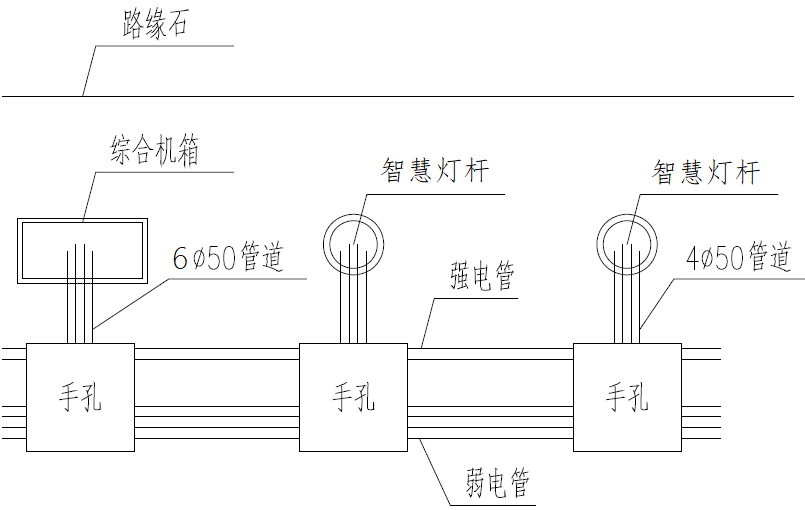 路缘石
综合机箱
智慧灯杆
智慧灯杆
6ø50管道
强电管
4ø50管道
手孔
手孔
手孔
弱电管